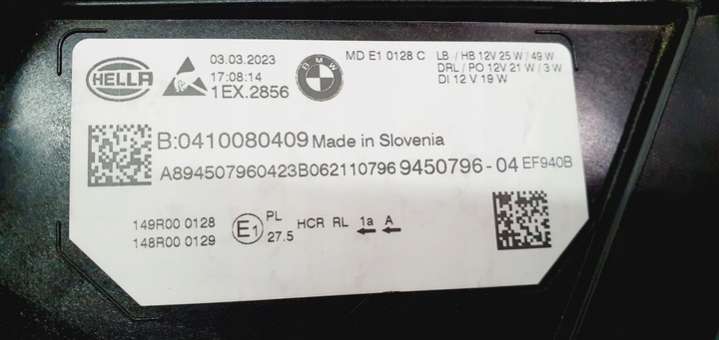 HELLA
03.03.2023
17:08:14
1EX.2856
BMW
MD E1 0128 C
LB / HB 12V 25 W / 49 W
DRL / PO 12V 21 W / 3 W
DI 12 V 19 W
B:0410080409 Made in Slovenia
A894507960423B062110796 9450796 - 04 EF940B
149R00 0128
148R00 0129
E1
PL
27.5
HCR RL 1a A